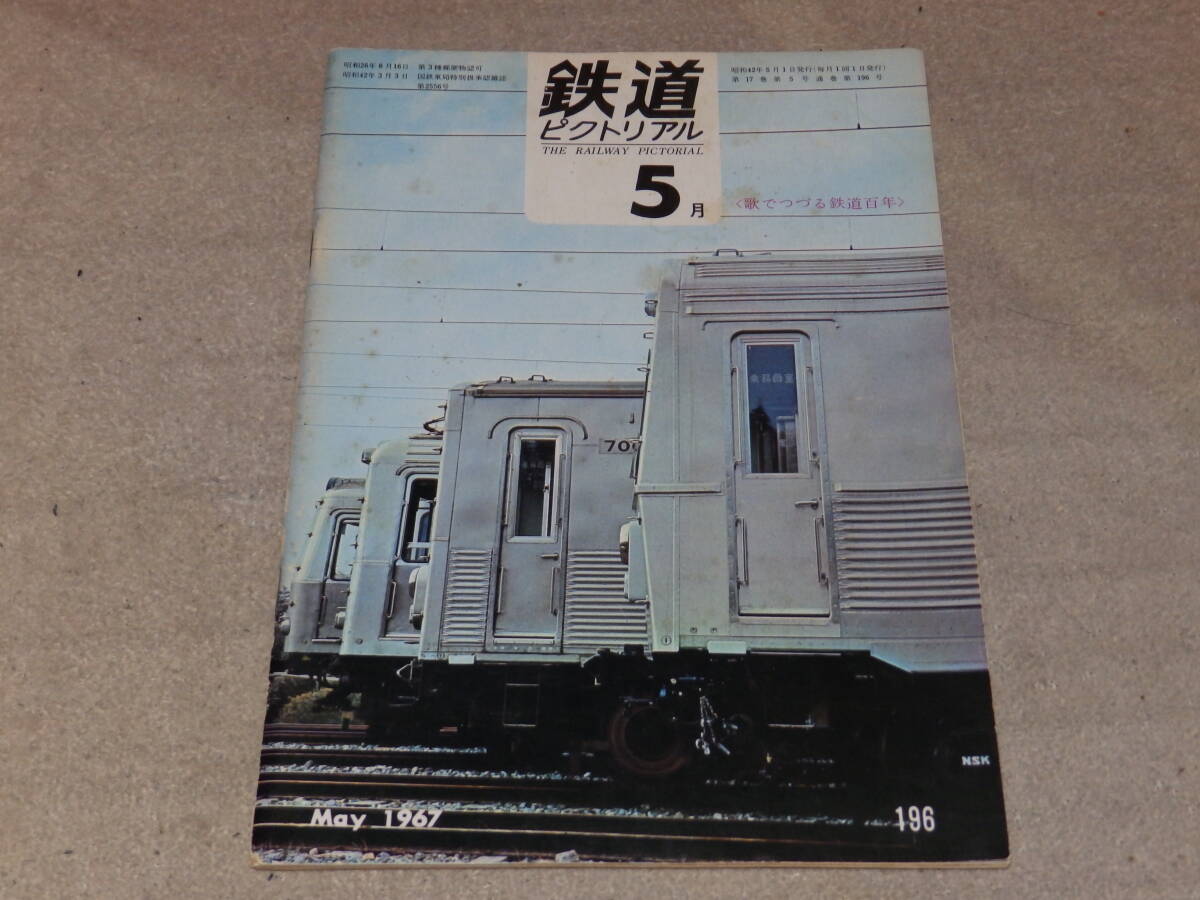 昭和26年8月16日 第3種郵便物認可
昭和42年3月3日 国鉄東局特別扱承認雑誌
第2556号
鉄道
ピクトリアル
THE RAILWAY PICTORIAL
5月
昭和42年5月1日発行(毎月1回1日発行)
第17巻第5号通巻第196号
〈歌でつづる鉄道百年〉
乗務員室
700
NSK
May 1967
196